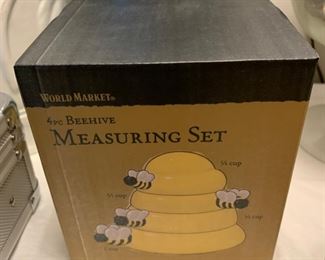 WORLD MARKET®
4PC BEEHIVE
MEASURING SET
¼ cup
⅓ cup
½ cup
1 cup